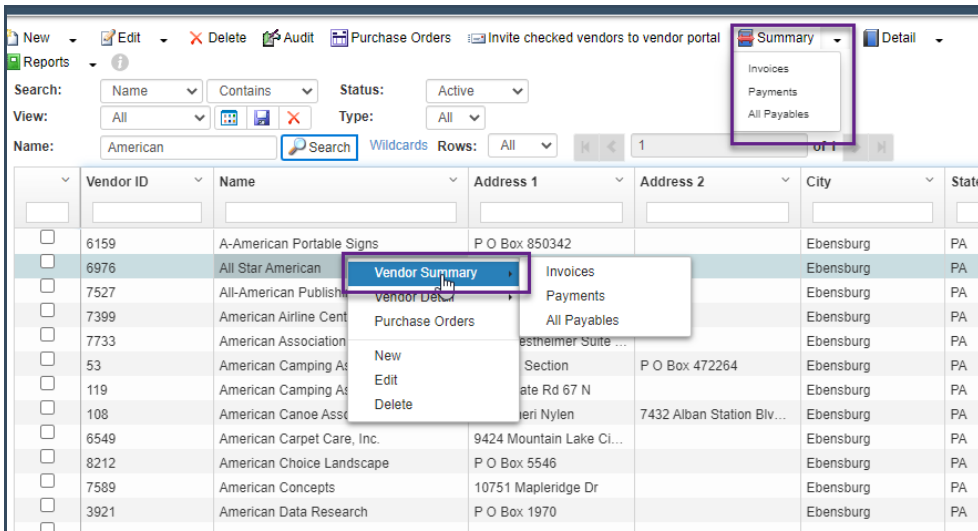 New Edit Delete Audit Purchase Orders Invite checked vendors to vendor portal Summary Detail
Reports
Invoices
Payments
All Payables
Search: Name Contains Status: Active
View: All Type: All
Name: American Search Wildcards Rows: All 1 of 1
Vendor ID Name Address 1 Address 2 City State
6159 A-American Portable Signs P O Box 850342 Ebensburg PA
6976 All Star American Ebensburg PA
7527 All-American Ebensburg PA
7399 American Airline Ebensburg PA
7733 American Association Suite ... Ebensburg PA
53 American Camping Section P O Box 472264 Ebensburg PA
119 American Camping Rd 67 N Ebensburg PA
108 American Canoe Nylen 7432 Alban Station Blv... Ebensburg PA
6549 American Carpet Care, Inc. 9424 Mountain Lake Ci... Ebensburg PA
8212 American Choice Landscape P O Box 5546 Ebensburg PA
7589 American Concepts 10751 Mapleridge Dr Ebensburg PA
3921 American Data Research P O Box 1970 Ebensburg PA
Vendor Summary
Vendor Detail
Purchase Orders
New
Edit
Delete
Invoices
Payments
All Payables